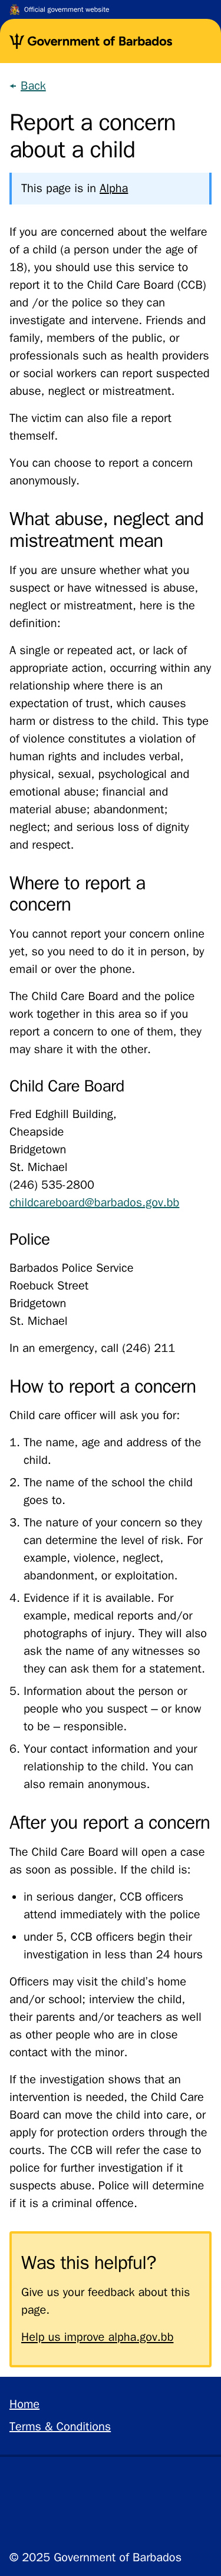 Official government website
Government of Barbados
Back
Report a concern
about a child
This page is in Alpha
If you are concerned about the welfare
of a child (a person under the age of
18), you should use this service to
report it to the Child Care Board (CCB)
and /or the police so they can
investigate and intervene. Friends and
family, members of the public, or
professionals such as health providers
or social workers can report suspected
abuse, neglect or mistreatment.
The victim can also file a report
themself.
You can choose to report a concern
anonymously.
What abuse, neglect and
mistreatment mean
If you are unsure whether what you
suspect or have witnessed is abuse,
neglect or mistreatment, here is the
definition:
A single or repeated act, or lack of
appropriate action, occurring within any
relationship where there is an
expectation of trust, which causes
harm or distress to the child. This type
of violence constitutes a violation of
human rights and includes verbal,
physical, sexual, psychological and
emotional abuse; financial and
material abuse; abandonment;
neglect; and serious loss of dignity
and respect.
Where to report a
concern
You cannot report your concern online
yet, so you need to do it in person, by
email or over the phone.
The Child Care Board and the police
work together in this area so if you
report a concern to one of them, they
may share it with the other.
Child Care Board
Fred Edghill Building,
Cheapside
Bridgetown
St. Michael
(246) 535-2800
childcareboard@barbados.gov.bb
Police
Barbados Police Service
Roebuck Street
Bridgetown
St. Michael
In an emergency, call (246) 211
How to report a concern
Child care officer will ask you for:
1. The name, age and address of the
child.
2. The name of the school the child
goes to.
3. The nature of your concern so they
can determine the level of risk. For
example, violence, neglect,
abandonment, or exploitation.
4. Evidence if it is available. For
example, medical reports and/or
photographs of injury. They will also
ask the name of any witnesses so
they can ask them for a statement.
5. Information about the person or
people who you suspect – or know
to be – responsible.
6. Your contact information and your
relationship to the child. You can
also remain anonymous.
After you report a concern
The Child Care Board will open a case
as soon as possible. If the child is:
• in serious danger, CCB officers
attend immediately with the police
• under 5, CCB officers begin their
investigation in less than 24 hours
Officers may visit the child's home
and/or school; interview the child,
their parents and/or teachers as well
as other people who are in close
contact with the minor.
If the investigation shows that an
intervention is needed, the Child Care
Board can move the child into care, or
apply for protection orders through the
courts. The CCB will refer the case to
police for further investigation if it
suspects abuse. Police will determine
if it is a criminal offence.
Was this helpful?
Give us your feedback about this
page.
Help us improve alpha.gov.bb
Home
Terms & Conditions
© 2025 Government of Barbados